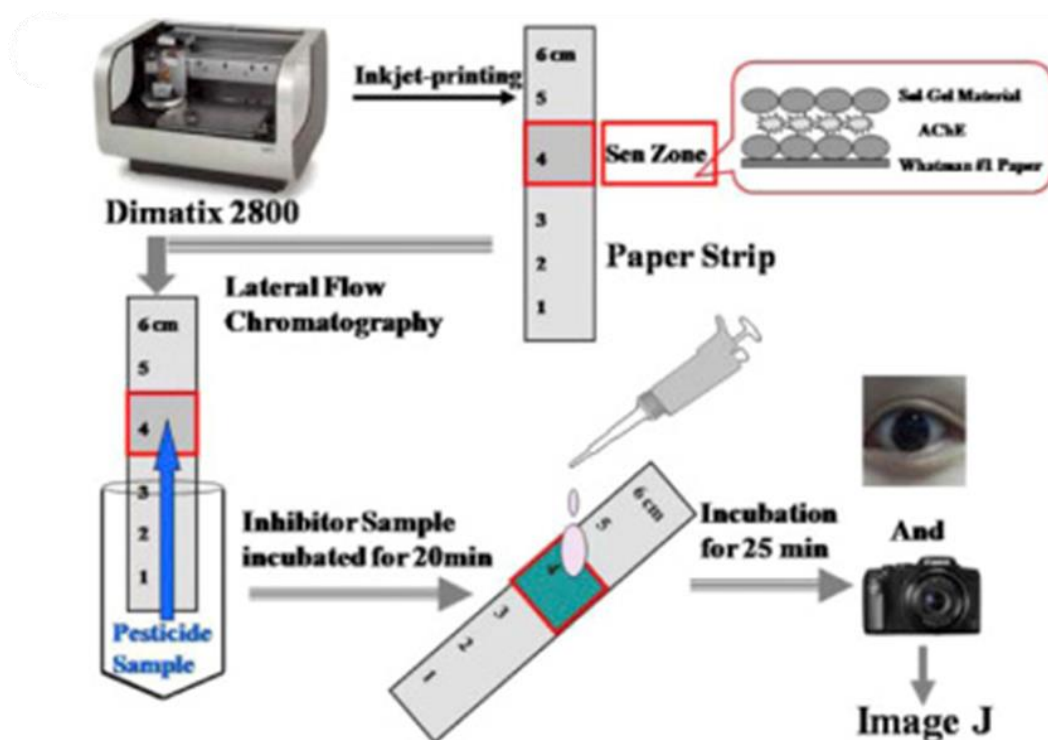 Inkjet-printing
Dimatix 2800
6 cm
5
4
3
2
1
Sen Zone
Sol-Gel Material
AChE
Whatman #1 Paper
Paper Strip
Lateral Flow
Chromatography
6 cm
5
4
3
2
1
Pesticide
Sample
Inhibitor Sample
incubated for 20min
6 cm
5
4
3
2
1
Incubation
for 25 min
And
Image J